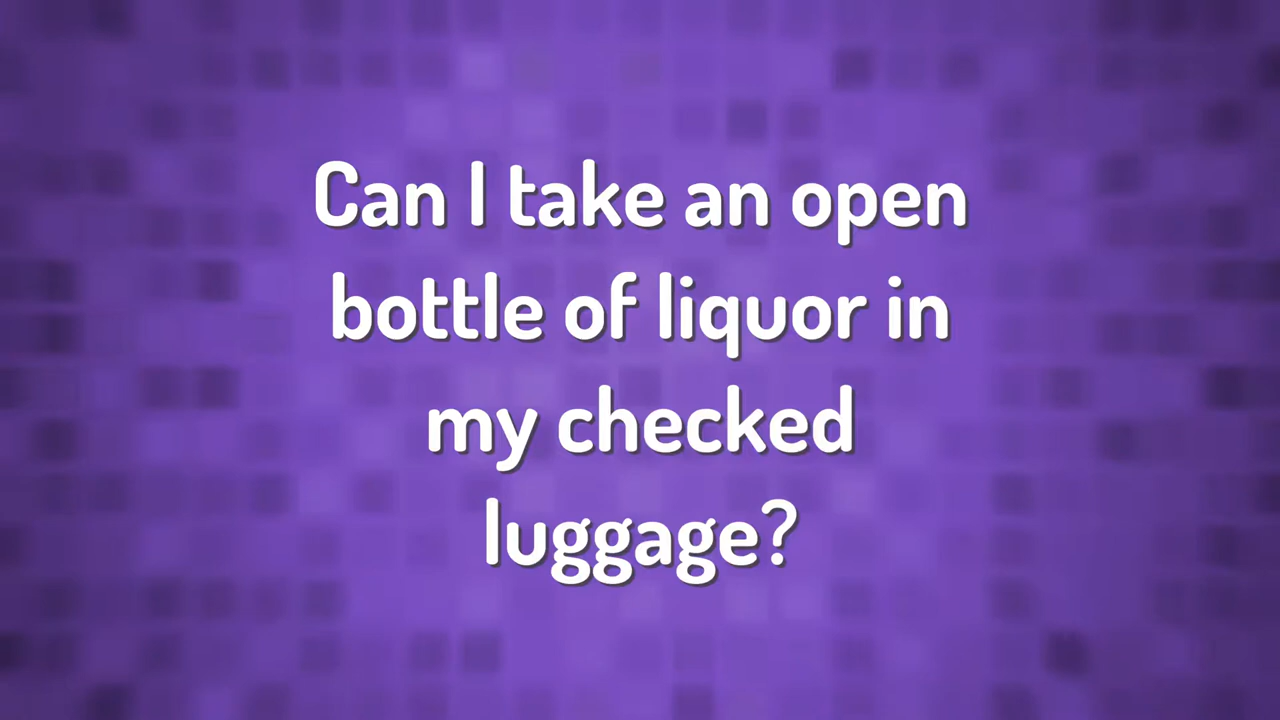 Can I take an open
bottle of liquor in
my checked
luggage?